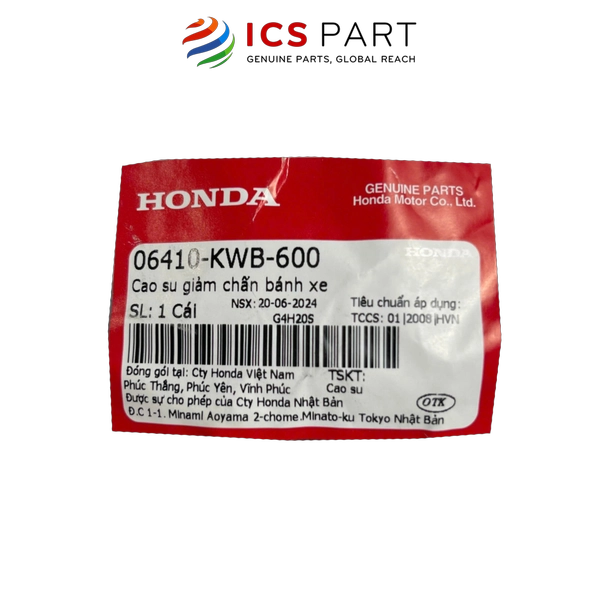 ICS PART
GENUINE PARTS, GLOBAL REACH
HONDA
GENUINE PARTS
Honda Motor Co., Ltd.
06410-KWB-600
Cao su giảm chấn bánh xe
SL: 1 Cái
NSX: 20-06-2024
G4H20S
Tiêu chuẩn áp dụng:
TCCS: 01|2008|HVN
Đóng gói tại: Cty Honda Việt Nam
Phúc Thắng, Phúc Yên, Vĩnh Phúc
TSKT:
Cao su
Được sự cho phép của Cty Honda Nhật Bản
Đ.C 1-1. Minami Aoyama 2-chome.Minato-ku Tokyo Nhật Bản
OTK